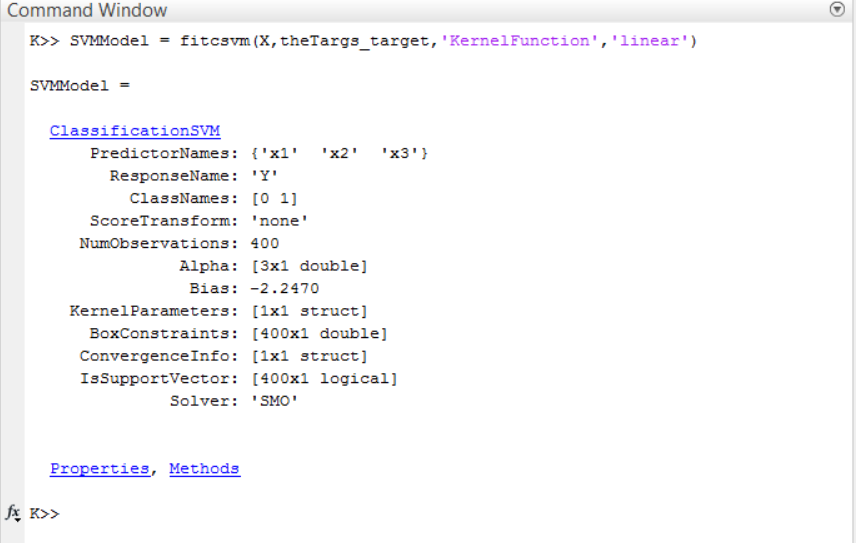 Command Window
K>> SVMModel = fitcsvm(X,theTargs_target,'KernelFunction','linear')
SVMModel =
ClassificationSVM
PredictorNames: {'x1' 'x2' 'x3'}
ResponseName: 'Y'
ClassNames: [0 1]
ScoreTransform: 'none'
NumObservations: 400
Alpha: [3x1 double]
Bias: -2.2470
KernelParameters: [1x1 struct]
BoxConstraints: [400x1 double]
ConvergenceInfo: [1x1 struct]
IsSupportVector: [400x1 logical]
Solver: 'SMO'
Properties, Methods
fx K>>